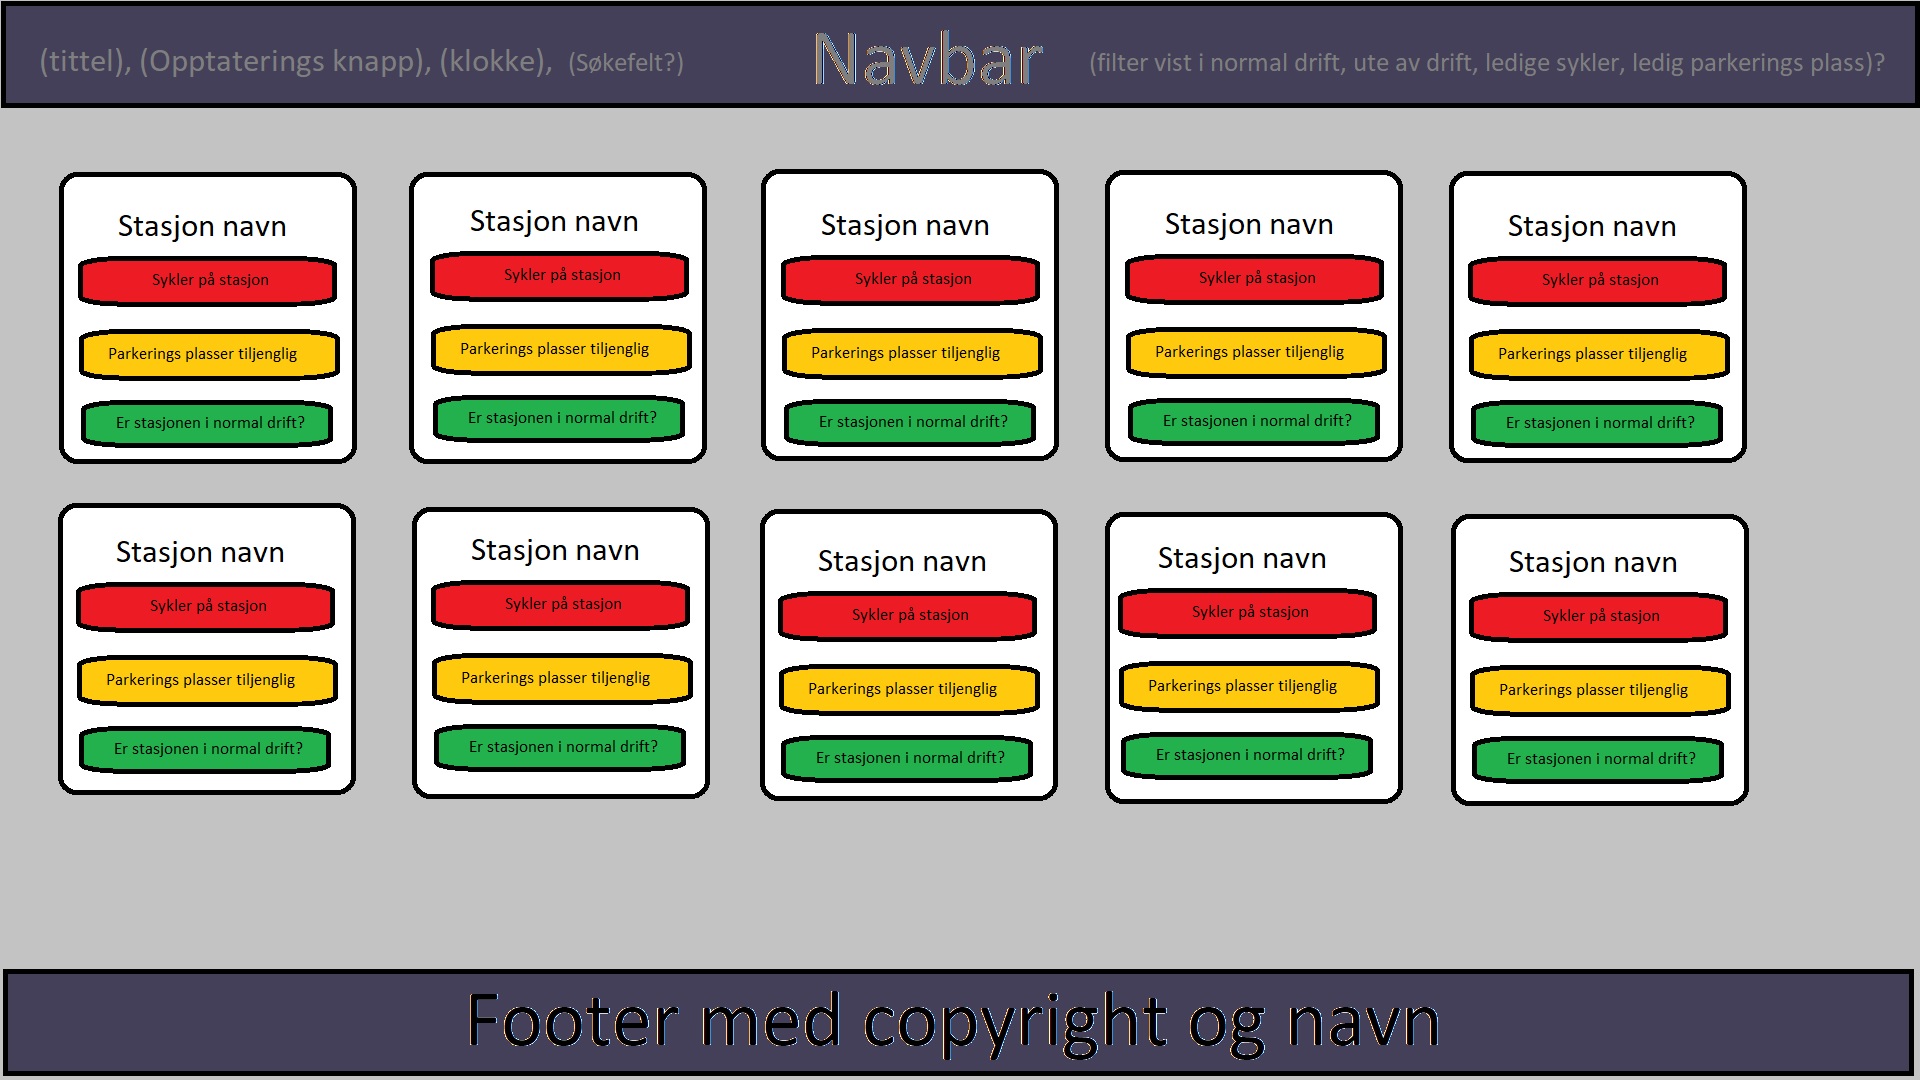 (tittel), (Opptaterings knapp), (klokke), (Søkefelt?) Navbar (filter vist i normal drift, ute av drift, ledige sykler, ledig parkerings plass)?
Stasjon navn
Sykler på stasjon
Parkerings plasser tiljenglig
Er stasjonen i normal drift?
Stasjon navn
Sykler på stasjon
Parkerings plasser tiljenglig
Er stasjonen i normal drift?
Stasjon navn
Sykler på stasjon
Parkerings plasser tiljenglig
Er stasjonen i normal drift?
Stasjon navn
Sykler på stasjon
Parkerings plasser tiljenglig
Er stasjonen i normal drift?
Stasjon navn
Sykler på stasjon
Parkerings plasser tiljenglig
Er stasjonen i normal drift?
Stasjon navn
Sykler på stasjon
Parkerings plasser tiljenglig
Er stasjonen i normal drift?
Stasjon navn
Sykler på stasjon
Parkerings plasser tiljenglig
Er stasjonen i normal drift?
Stasjon navn
Sykler på stasjon
Parkerings plasser tiljenglig
Er stasjonen i normal drift?
Stasjon navn
Sykler på stasjon
Parkerings plasser tiljenglig
Er stasjonen i normal drift?
Stasjon navn
Sykler på stasjon
Parkerings plasser tiljenglig
Er stasjonen i normal drift?
Footer med copyright og navn